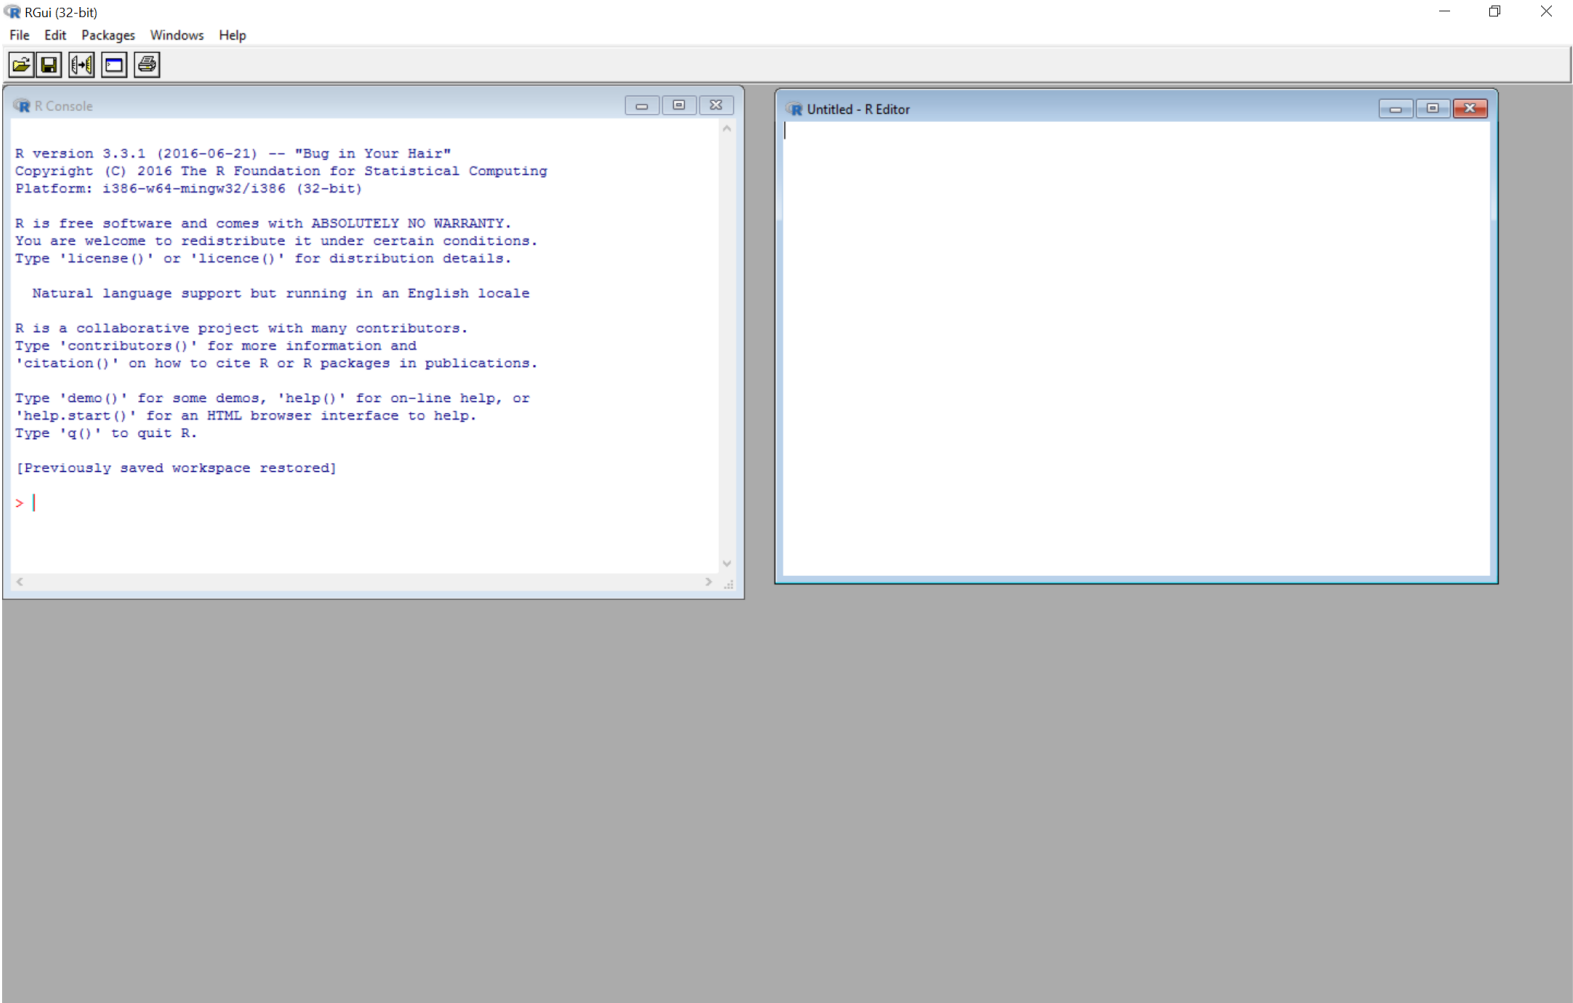 RGui (32-bit)
File Edit Packages Windows Help
R Console
R version 3.3.1 (2016-06-21) -- "Bug in Your Hair"
Copyright (C) 2016 The R Foundation for Statistical Computing
Platform: i386-w64-mingw32/i386 (32-bit)
R is free software and comes with ABSOLUTELY NO WARRANTY.
You are welcome to redistribute it under certain conditions.
Type 'license()' or 'licence()' for distribution details.
Natural language support but running in an English locale
R is a collaborative project with many contributors.
Type 'contributors()' for more information and
'citation()' on how to cite R or R packages in publications.
Type 'demo()' for some demos, 'help()' for on-line help, or
'help.start()' for an HTML browser interface to help.
Type 'q()' to quit R.
[Previously saved workspace restored]
>
Untitled - R Editor